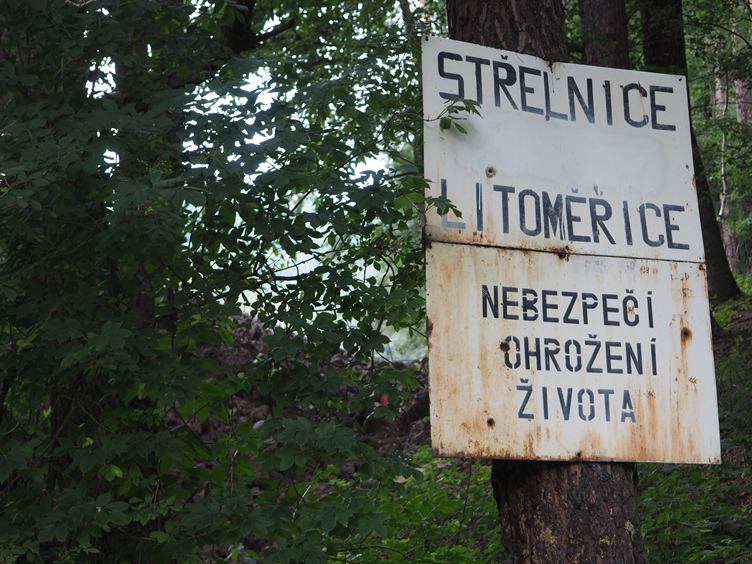 STŘELNICE
LITOMĚŘICE
NEBEZPEČÍ
OHROŽENÍ
ŽIVOTA